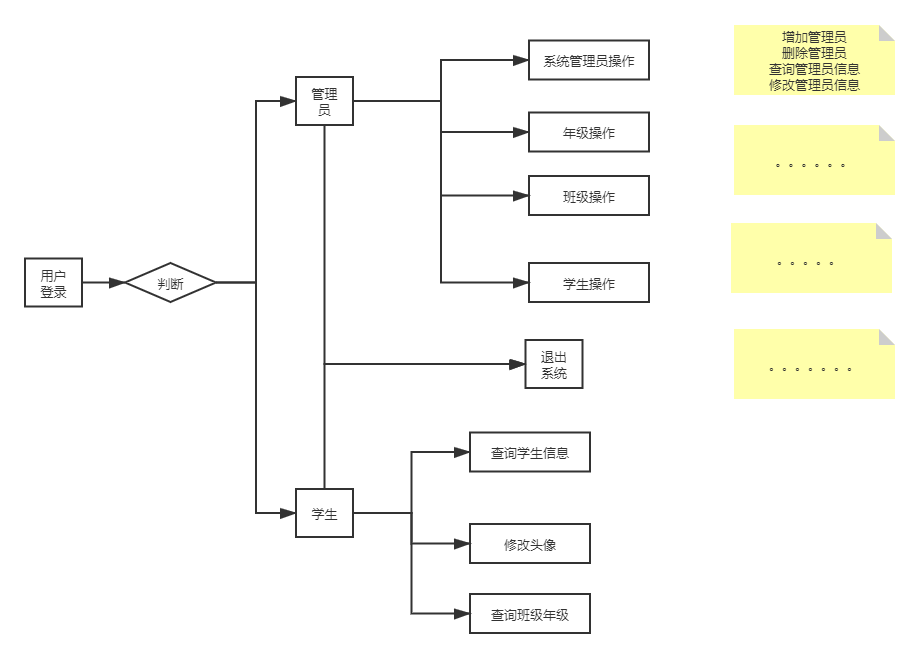 用户
登录
判断
管理
员
学生
系统管理员操作
年级操作
班级操作
学生操作
退出
系统
查询学生信息
修改头像
查询班级年级
增加管理员
删除管理员
查询管理员信息
修改管理员信息
。。。。。。
。。。。。
。。。。。。。